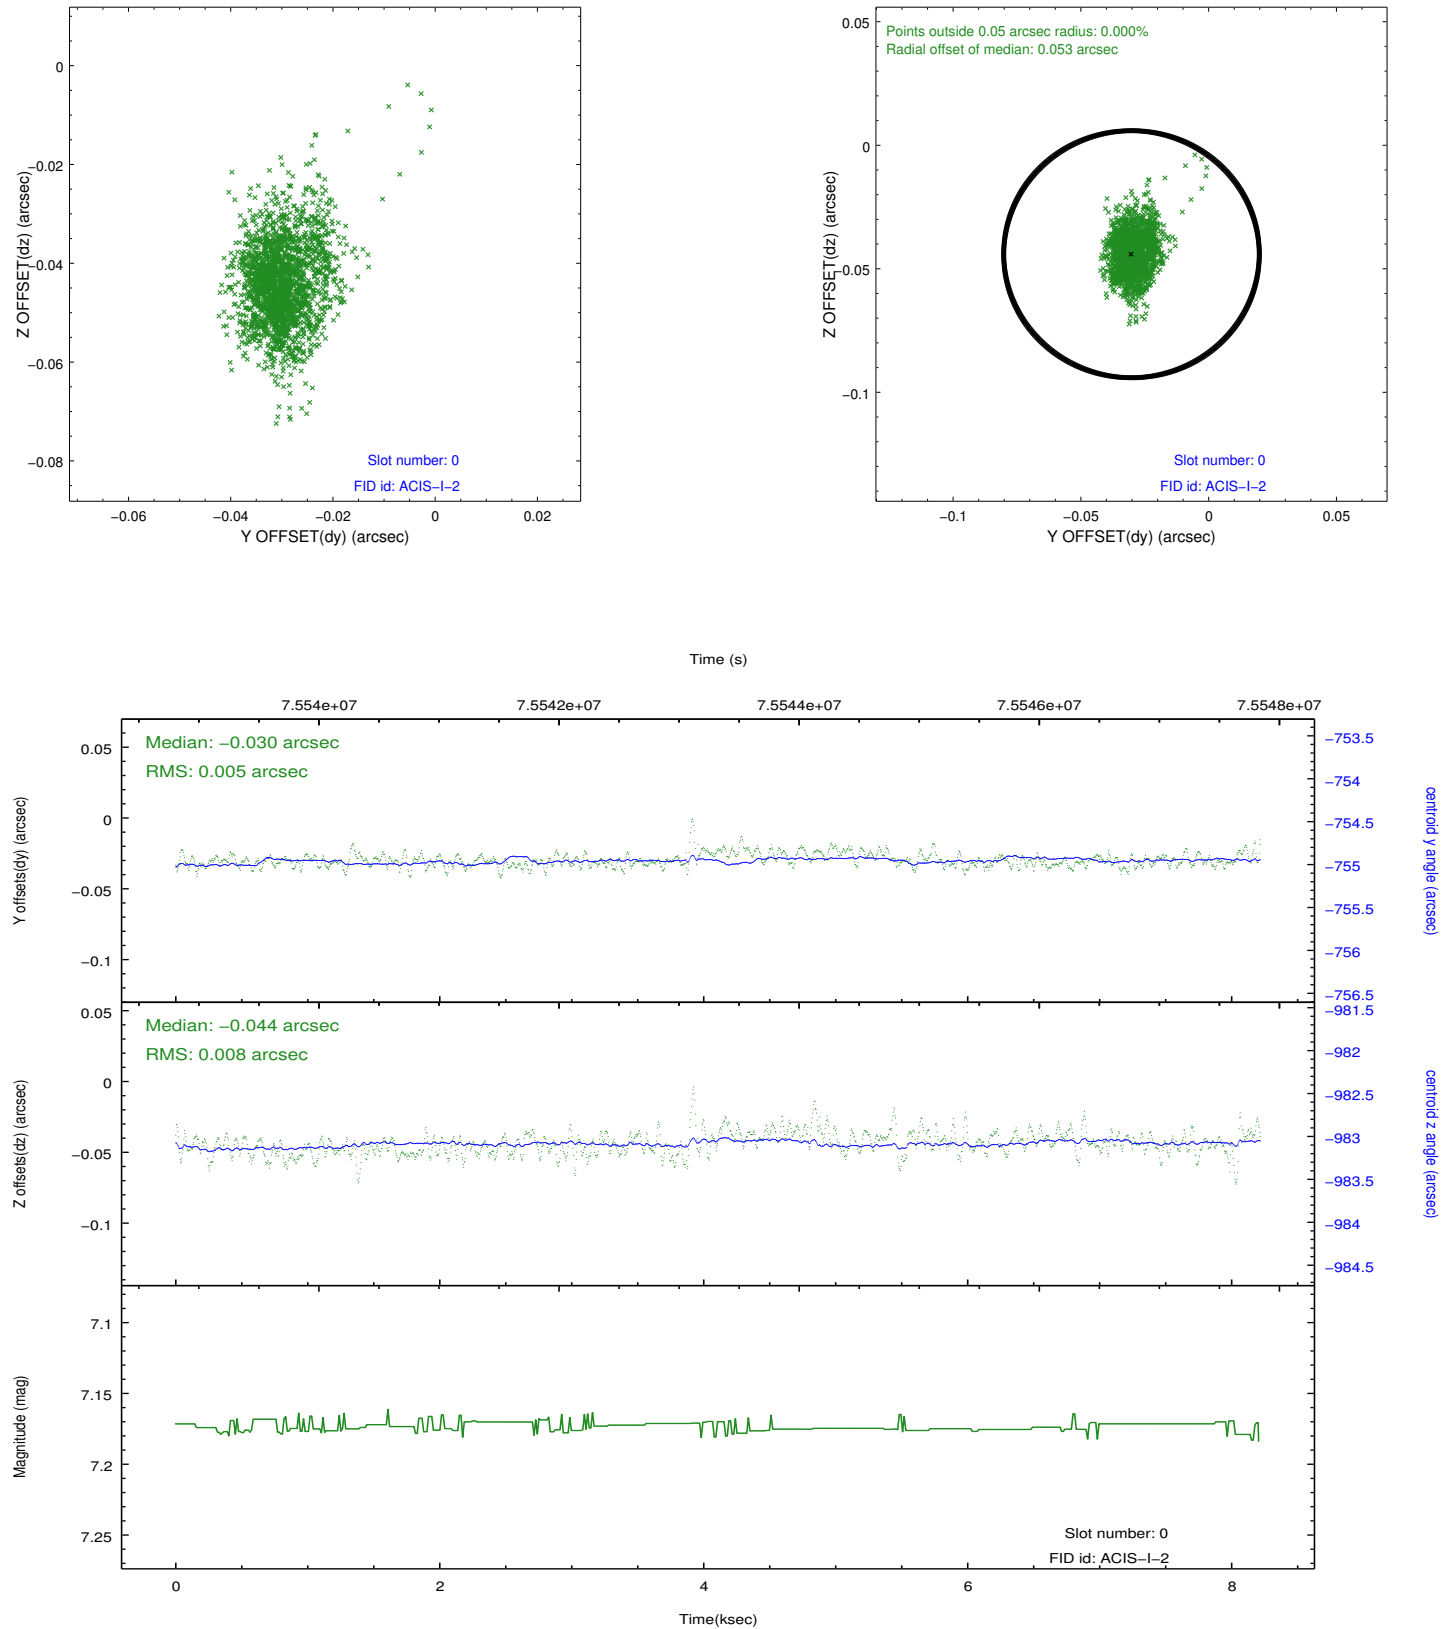 0
−0.02
−0.04
−0.06
−0.08
Z OFFSET(dz) (arcsec)
Slot number: 0
FID id: ACIS−I−2
−0.06
−0.04
−0.02
0
0.02
Y OFFSET(dy) (arcsec)
Points outside 0.05 arcsec radius: 0.000%
Radial offset of median: 0.053 arcsec
0.05
0
−0.05
−0.1
Z OFFSET(dz) (arcsec)
Slot number: 0
FID id: ACIS−I−2
−0.1
−0.05
0
0.05
Y OFFSET(dy) (arcsec)
Time (s)
7.554e+07
7.5542e+07
7.5544e+07
7.5546e+07
7.5548e+07
Median: −0.030 arcsec
RMS: 0.005 arcsec
0.05
0
−0.05
−0.1
Y offsets(dy) (arcsec)
−753.5
−754
−754.5
−755
−755.5
−756
−756.5
centroid y angle (arcsec)
Median: −0.044 arcsec
RMS: 0.008 arcsec
0.05
0
−0.05
−0.1
Z offsets(dz) (arcsec)
−981.5
−982
−982.5
−983
−983.5
−984
−984.5
centroid z angle (arcsec)
7.1
7.15
7.2
7.25
Magnitude (mag)
Slot number: 0
FID id: ACIS−I−2
0
2
4
6
8
Time(ksec)